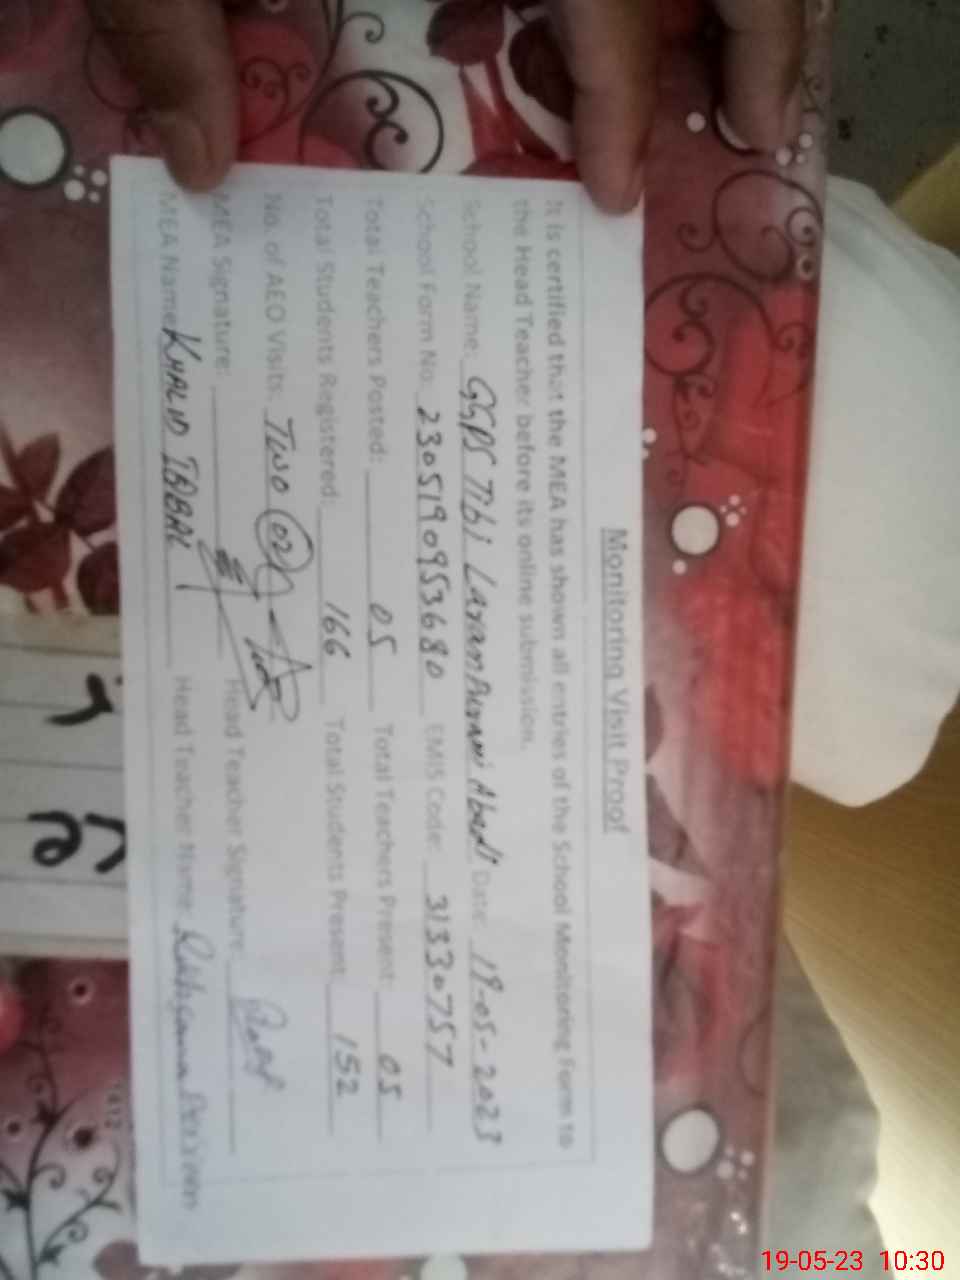 Monitoring Visit Proof
It is certified that the MEA has shown all entries of the School Monitoring Form to
the Head Teacher before its online submission.
School Name: GGPS Tibi Abadi Date: 19-05-2023
School Form No: 2305190953680 EMIS Code: 31330757
Total Teachers Posted: 05 Total Teachers Present: 05
Total Students Registered: 166 Total Students Present 152
No. of AEO Visits: Two 02
MEA Signature: Head Teacher Signature:
MEA Name KHALID IQBAL Head Teacher Name: Rukhsana Perveen
19-05-23 10:30